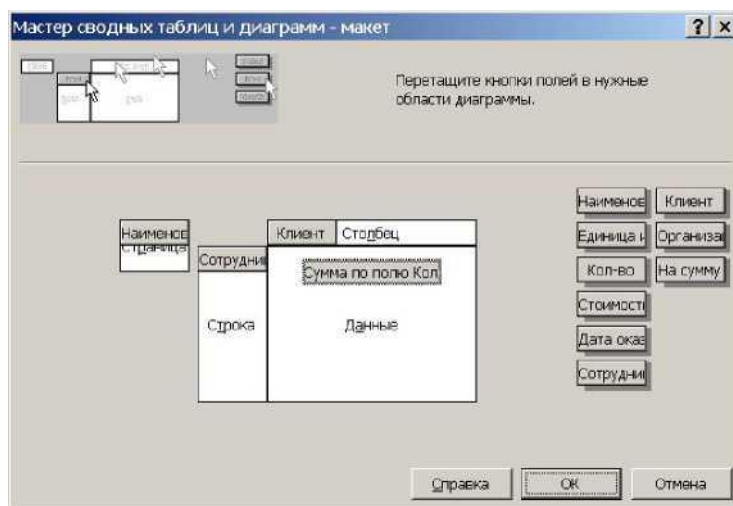 Мастер сводных таблиц и диаграмм - макет
Перетащите кнопки полей в нужные
области диаграммы.
Наименов
Страница
Клиент Столбец
Сотрудни
Сумма по полю Кол
Строка
Данные
Наименов Клиент
Единица и Организа
Кол-во На сумму
Стоимост
Дата оказ
Сотрудни
Справка ОК Отмена